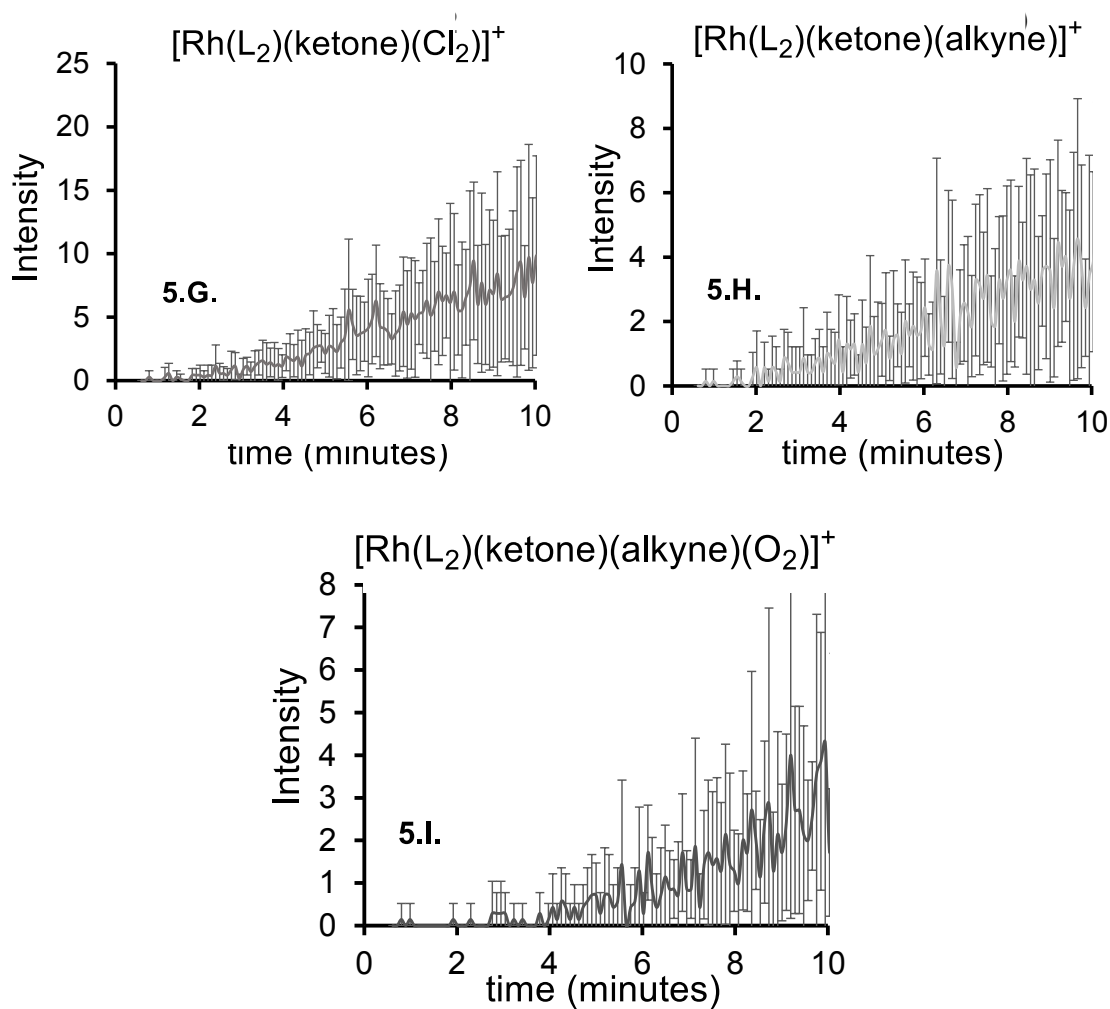 [Rh(L₂)(ketone)(Cl₂)]⁺
25
20
15
10
5
0
Intensity
5.G.
0 2 4 6 8 10
time (minutes)
[Rh(L₂)(ketone)(alkyne)]⁺
10
8
6
4
2
0
Intensity
5.H.
0 2 4 6 8 10
time (minutes)
[Rh(L₂)(ketone)(alkyne)(O₂)]⁺
8
7
6
5
4
3
2
1
0
Intensity
5.I.
0 2 4 6 8 10
time (minutes)